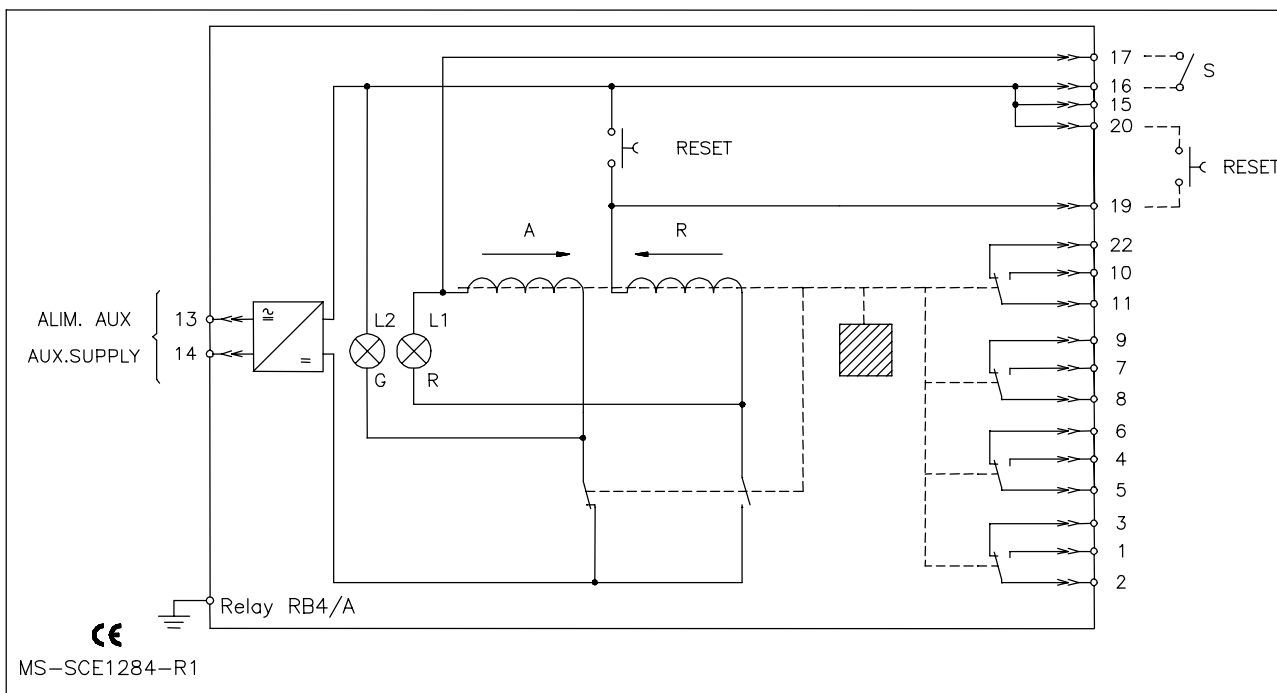 17
S
16
15
20
RESET
RESET
19
A
R
22
10
11
ALIM. AUX
13
≅
L2
L1
9
AUX.SUPPLY
14
=
7
G
R
8
6
4
5
3
1
2
Relay RB4/A
CE
MS-SCE1284-R1